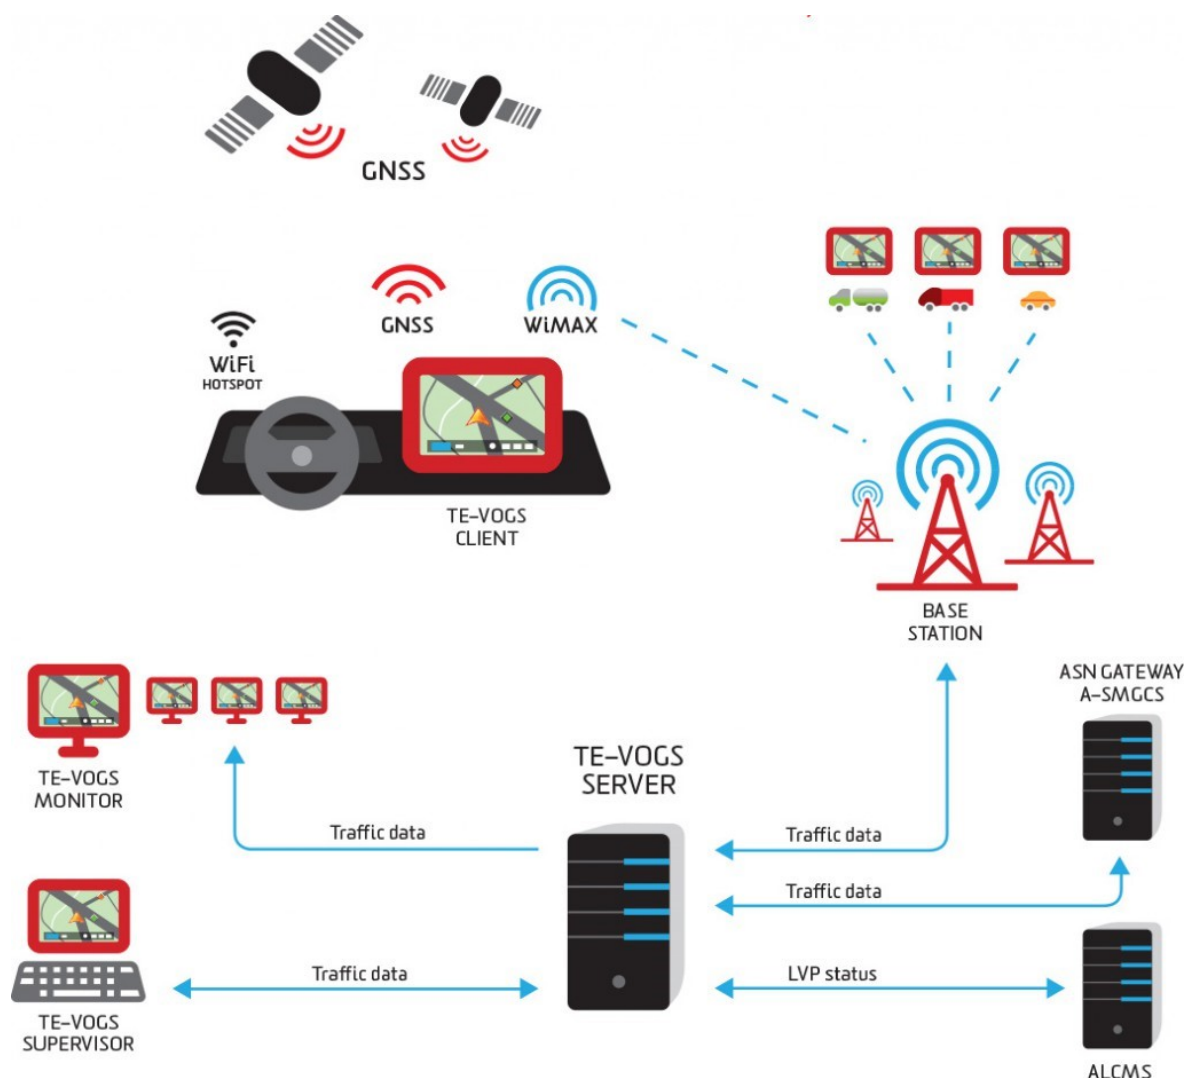 GNSS
GNSS
WiMAX
WiFi
HOTSPOT
TE-VOGS
CLIENT
BASE
STATION
ASN GATEWAY
A-SMGCS
TE-VOGS
MONITOR
TE-VOGS
SERVER
Traffic data
Traffic data
Traffic data
Traffic data
LVP status
TE-VOGS
SUPERVISOR
ALCMS